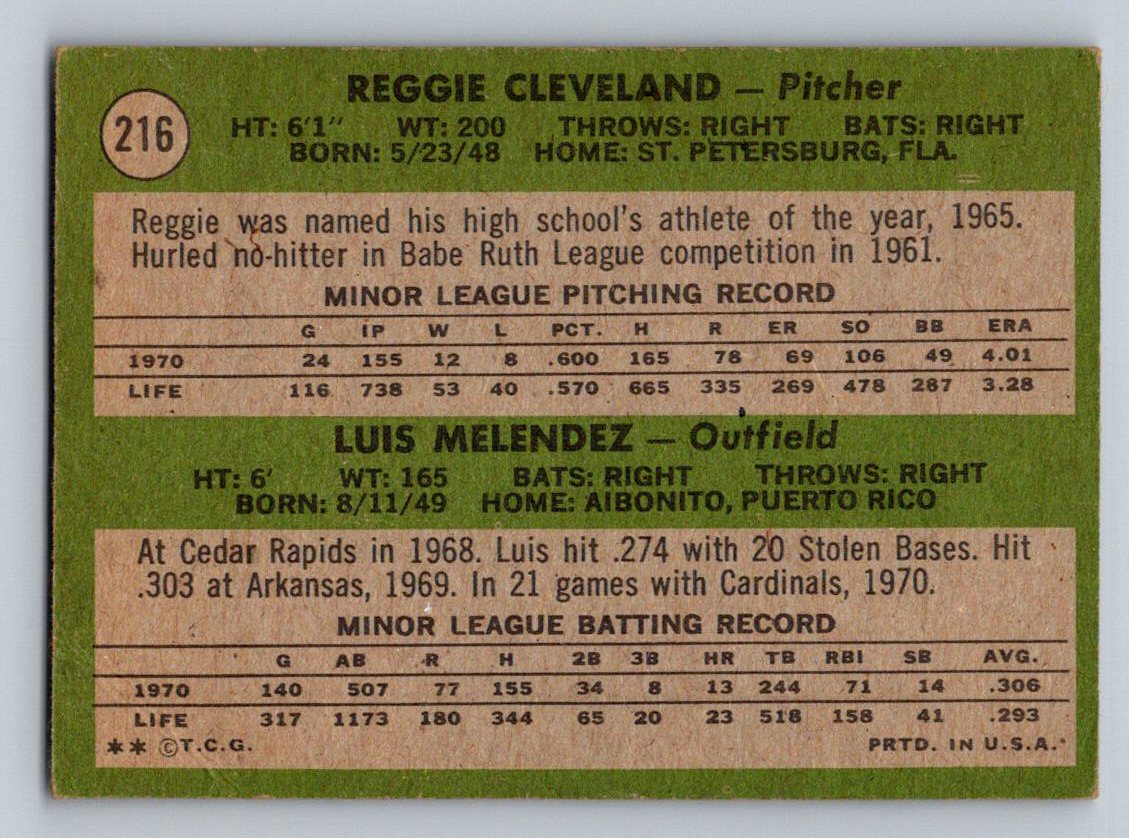 216
REGGIE CLEVELAND — Pitcher
HT: 6'1" WT: 200 THROWS: RIGHT BATS: RIGHT
BORN: 5/23/48 HOME: ST. PETERSBURG, FLA.
Reggie was named his high school's athlete of the year, 1965.
Hurled no-hitter in Babe Ruth League competition in 1961.
MINOR LEAGUE PITCHING RECORD
G IP W L PCT. H R ER SO BB ERA
1970 24 155 12 8 .600 165 78 69 106 49 4.01
LIFE 116 738 53 40 .570 665 335 269 478 287 3.28
LUIS MELENDEZ — Outfield
HT: 6' WT: 165 BATS: RIGHT THROWS: RIGHT
BORN: 8/11/49 HOME: AIBONITO, PUERTO RICO
At Cedar Rapids in 1968. Luis hit .274 with 20 Stolen Bases. Hit
.303 at Arkansas, 1969. In 21 games with Cardinals, 1970.
MINOR LEAGUE BATTING RECORD
G AB R H 2B 3B HR TB RBI SB AVG.
1970 140 507 77 155 34 8 13 244 71 14 .306
LIFE 317 1173 180 344 65 20 23 518 158 41 .293
** ©T.C.G. PRTD. IN U.S.A.